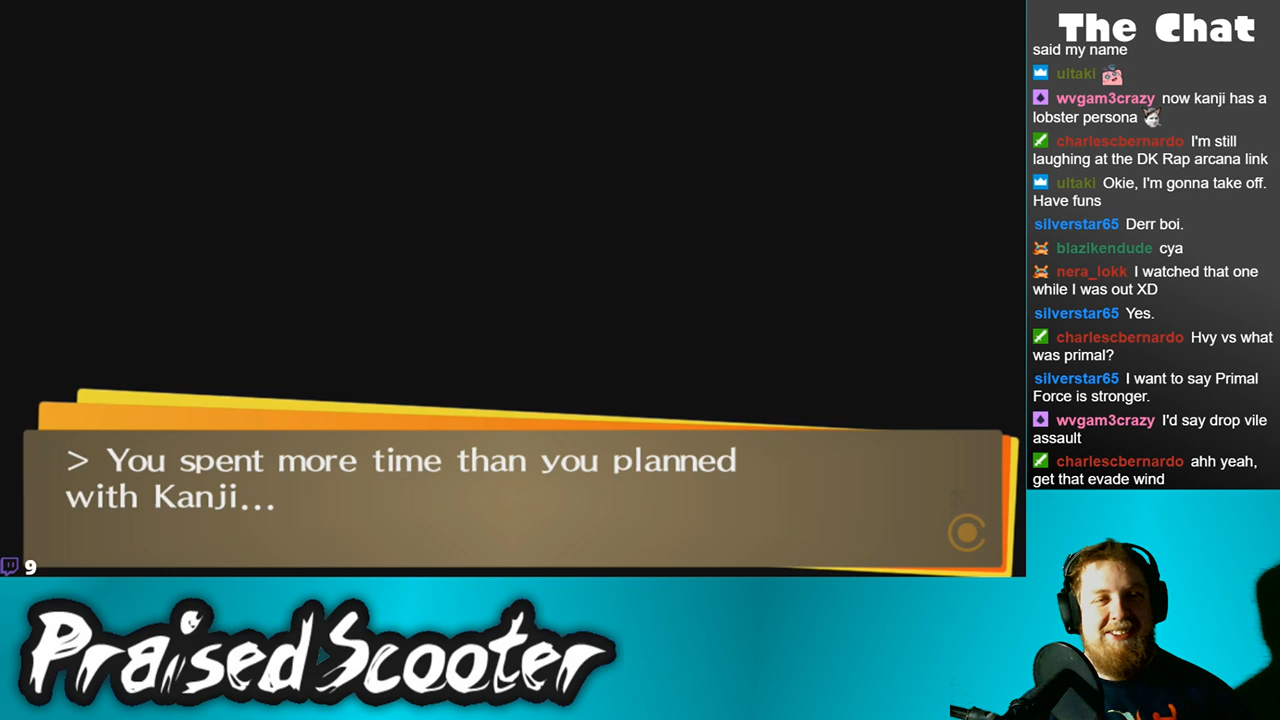 > You spent more time than you planned
with Kanji...
9
PraisedScooter
The Chat
said my name
ultaki
wvgam3crazy now kanji has a
lobster persona
charlescbernardo I'm still
laughing at the DK Rap arcana link
ultaki Okie, I'm gonna take off.
Have funs
silverstar65 Derr boi.
blazikendude cya
nera_lokk I watched that one
while I was out XD
silverstar65 Yes.
charlescbernardo Hvy vs what
was primal?
silverstar65 I want to say Primal
Force is stronger.
wvgam3crazy I'd say drop vile
assault
charlescbernardo ahh yeah,
get that evade wind